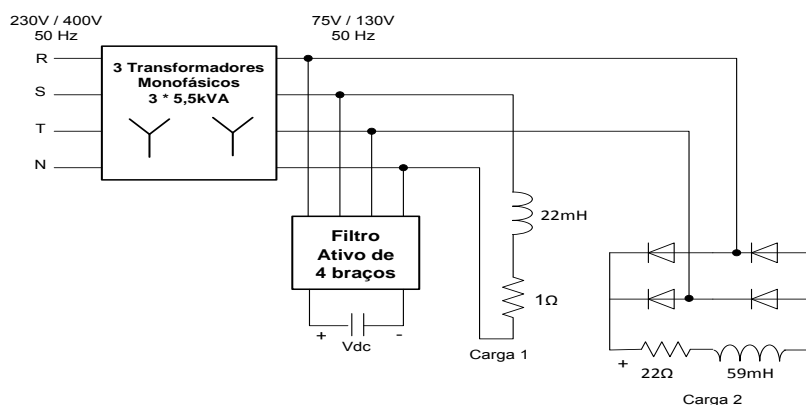 230V / 400V
50 Hz
75V / 130V
50 Hz
R
S
T
N
3 Transformadores
Monofásicos
3 * 5,5kVA
Filtro
Ativo de
4 braços
+
-
Vdc
22mH
1Ω
Carga 1
+
22Ω
59mH
Carga 2